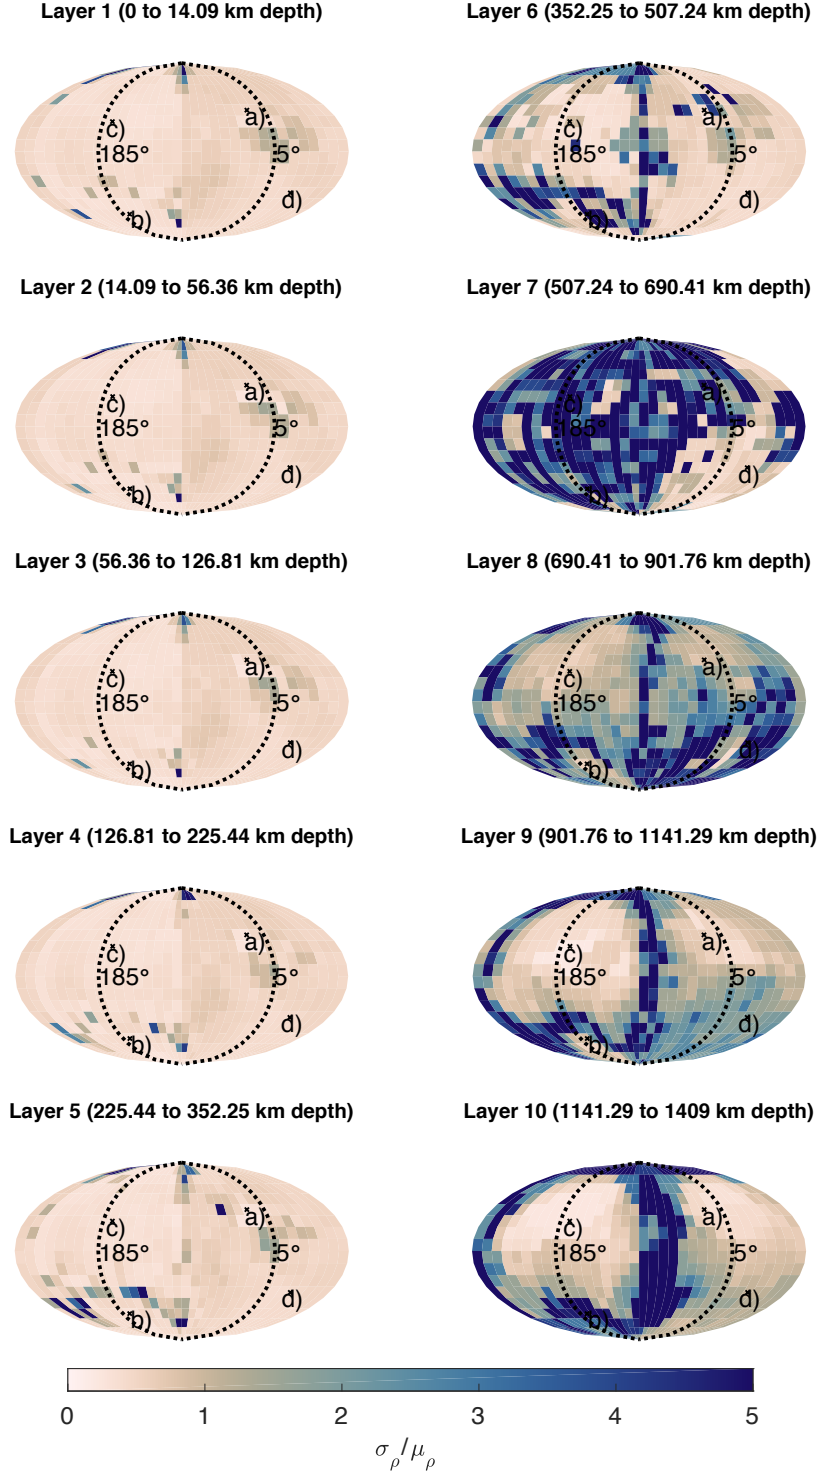 Layer 1 (0 to 14.09 km depth)
a)
c)
185°
5°
d)
b)
Layer 2 (14.09 to 56.36 km depth)
a)
c)
185°
5°
d)
b)
Layer 3 (56.36 to 126.81 km depth)
a)
c)
185°
5°
d)
b)
Layer 4 (126.81 to 225.44 km depth)
a)
c)
185°
5°
d)
b)
Layer 5 (225.44 to 352.25 km depth)
a)
c)
185°
5°
d)
b)
Layer 6 (352.25 to 507.24 km depth)
a)
c)
185°
5°
d)
b)
Layer 7 (507.24 to 690.41 km depth)
a)
c)
185°
5°
d)
b)
Layer 8 (690.41 to 901.76 km depth)
a)
c)
185°
5°
d)
b)
Layer 9 (901.76 to 1141.29 km depth)
a)
c)
185°
5°
d)
b)
Layer 10 (1141.29 to 1409 km depth)
a)
c)
185°
5°
d)
b)
0 1 2 3 4 5
σρ/μρ